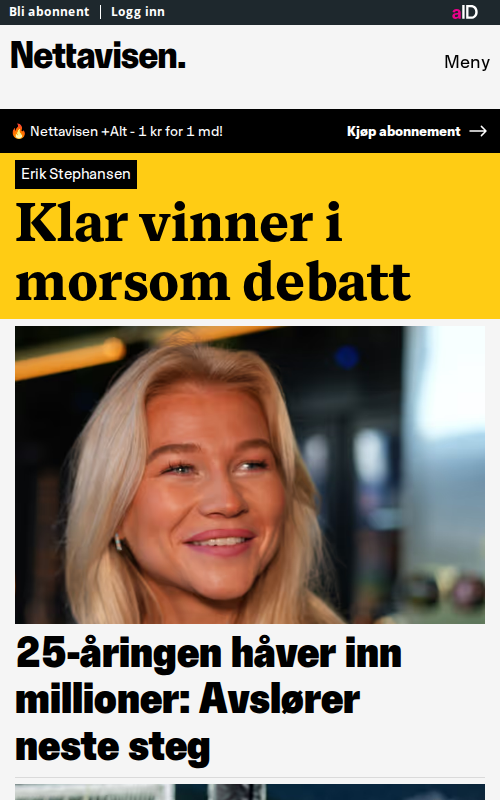 Bli abonnent | Logg inn
aID
Nettavisen.
Meny
🔥 Nettavisen +Alt - 1 kr for 1 md!
Kjøp abonnement →
Erik Stephansen
Klar vinner i
morsom debatt
25-åringen håver inn
millioner: Avslører
neste steg